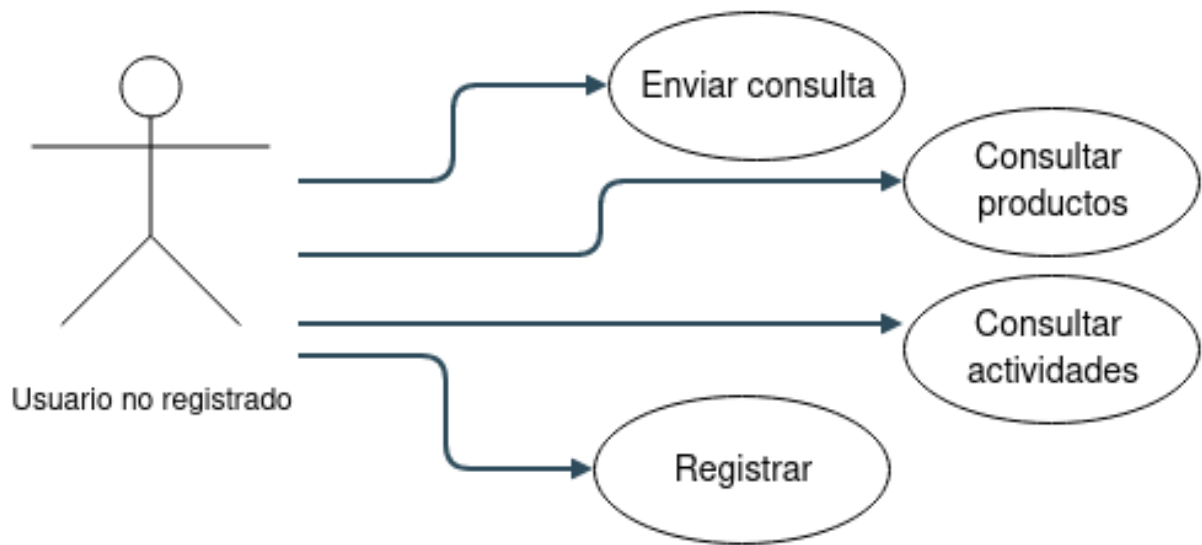 Enviar consulta
Consultar
productos
Consultar
actividades
Usuario no registrado
Registrar